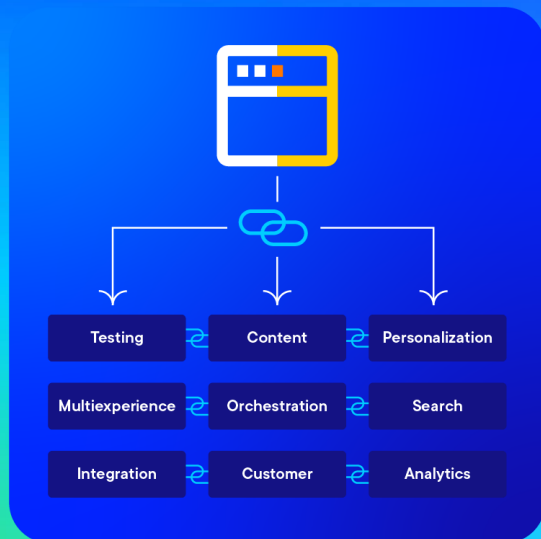 Testing
Content
Personalization
Multiexperience
Orchestration
Search
Integration
Customer
Analytics